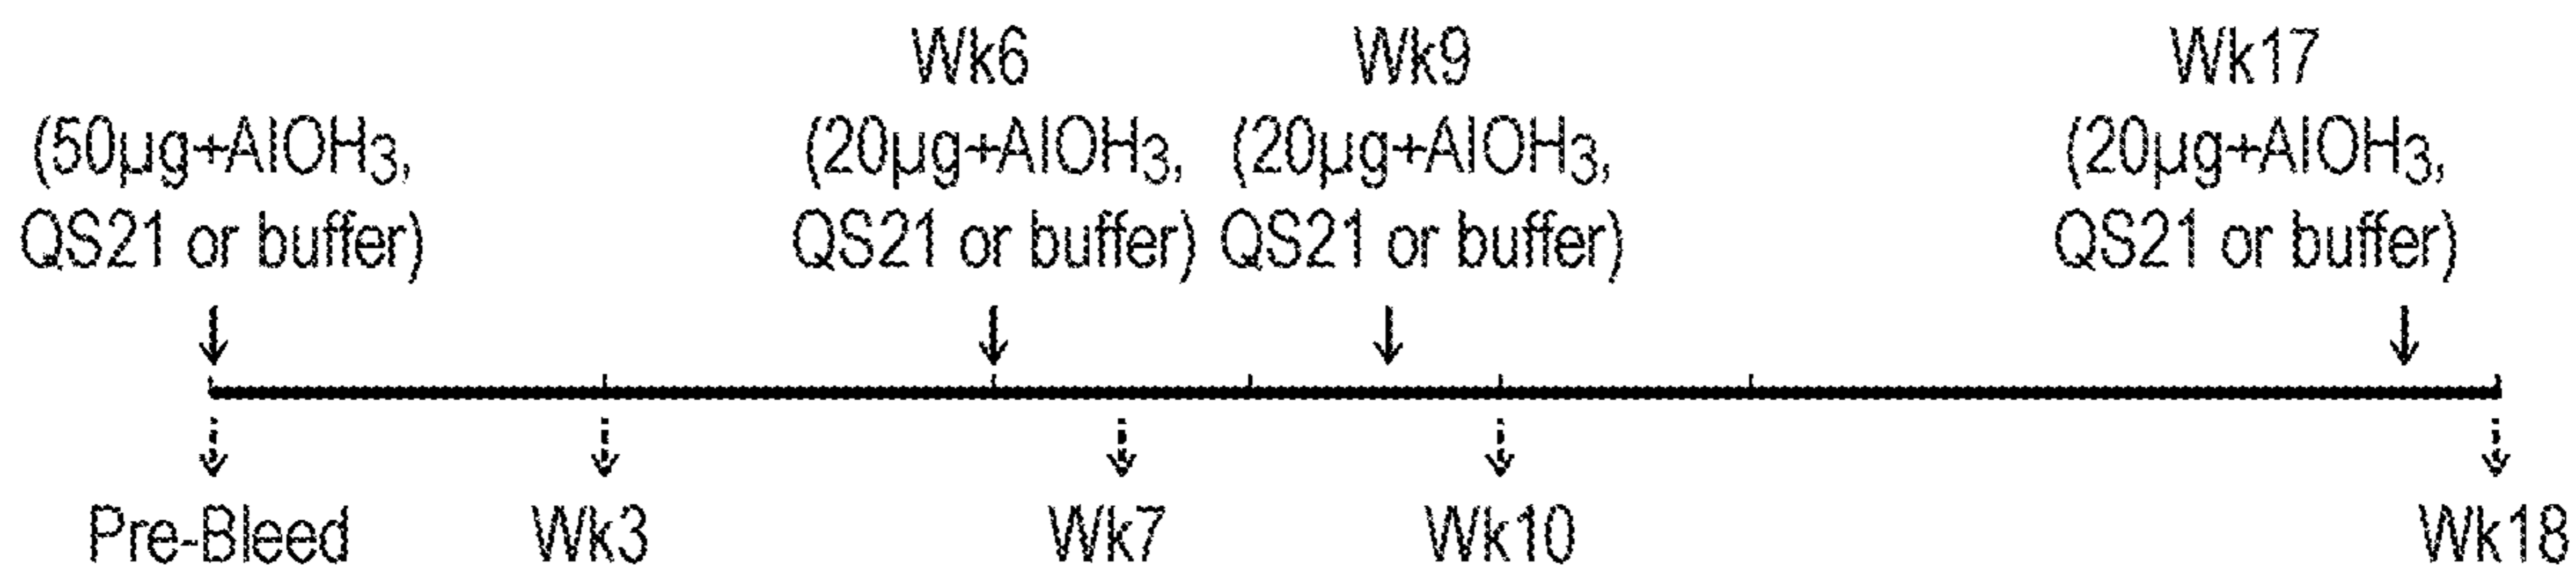 Wk6 Wk9 Wk17
(50µg+AlOH3, (20µg+AlOH3, (20µg+AlOH3, (20µg+AlOH3,
QS21 or buffer) QS21 or buffer) QS21 or buffer) QS21 or buffer)
Pre-Bleed Wk3 Wk7 Wk10 Wk18